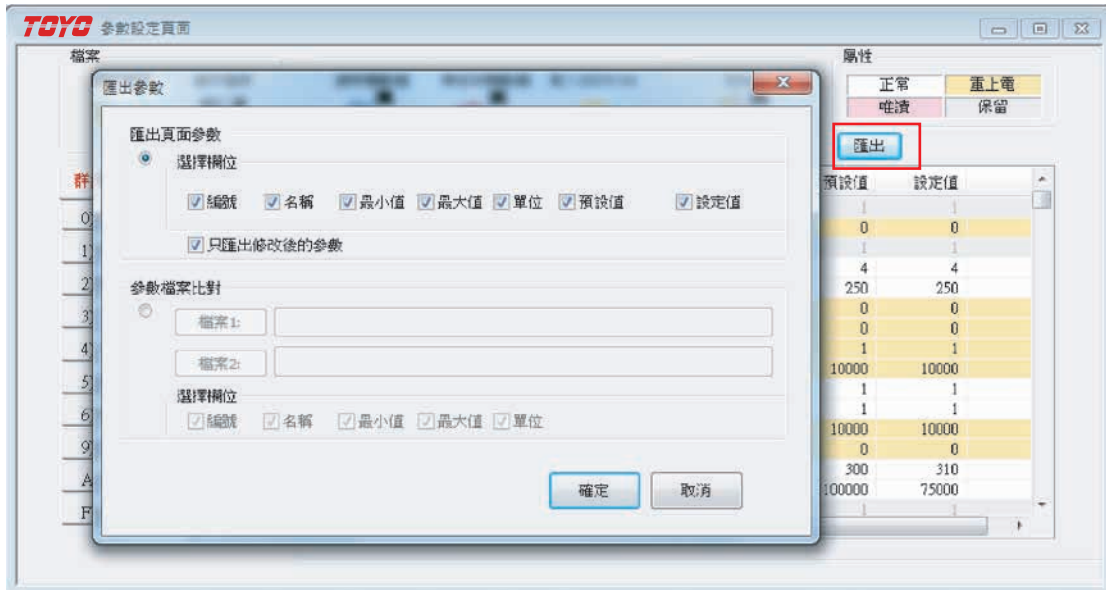 TOYO 參數設定頁面
檔案
屬性
正常 重上電
唯讀 保留
匯出
匯出參數
匯出頁面參數
選擇欄位
編號 名稱 最小值 最大值 單位 預設值 設定值
只匯出修改後的參數
參數檔案比對
檔案1:
檔案2:
選擇欄位
編號 名稱 最小值 最大值 單位
確定 取消
群
0)
1)
2)
3)
4)
5)
6)
9)
A
F
預設值 設定值
1 1
0 0
1 1
4 4
250 250
0 0
0 0
1 1
10000 10000
1 1
1 1
10000 10000
0 0
300 310
100000 75000
1 1